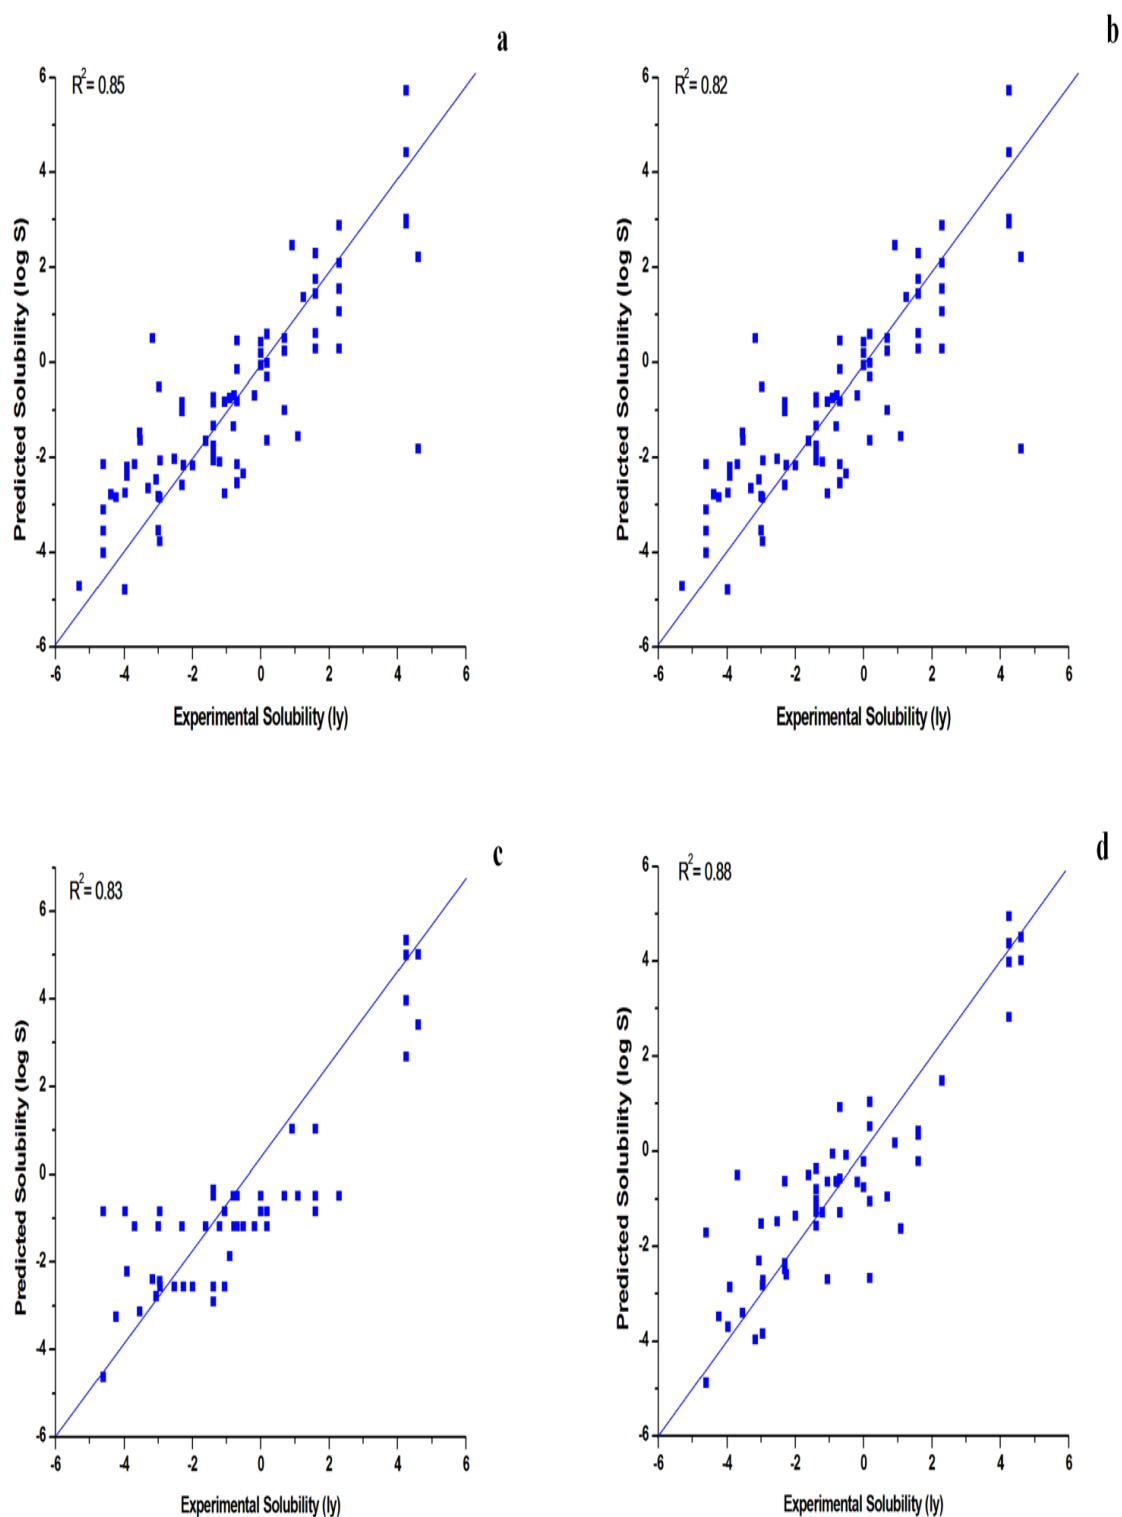 a
R²= 0.85
6
4
2
0
-2
-4
-6
-6 -4 -2 0 2 4 6
Predicted Solubility (log S)
Experimental Solubility (ly)
b
R²= 0.82
6
4
2
0
-2
-4
-6
-6 -4 -2 0 2 4 6
Predicted Solubility (log S)
Experimental Solubility (ly)
c
R²= 0.83
6
4
2
0
-2
-4
-6
-6 -4 -2 0 2 4 6
Predicted Solubility (log S)
Experimental Solubility (ly)
d
R²= 0.88
6
4
2
0
-2
-4
-6
-6 -4 -2 0 2 4 6
Predicted Solubility (log S)
Experimental Solubility (ly)